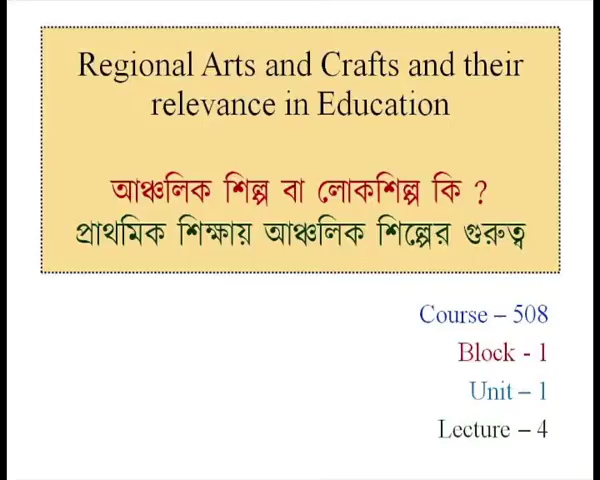 Regional Arts and Crafts and their
relevance in Education
আঞ্চলিক শিল্প বা লোকশিল্প কি ?
প্রাথমিক শিক্ষায় আঞ্চলিক শিল্পের গুরুত্ব
Course – 508
Block - 1
Unit – 1
Lecture – 4